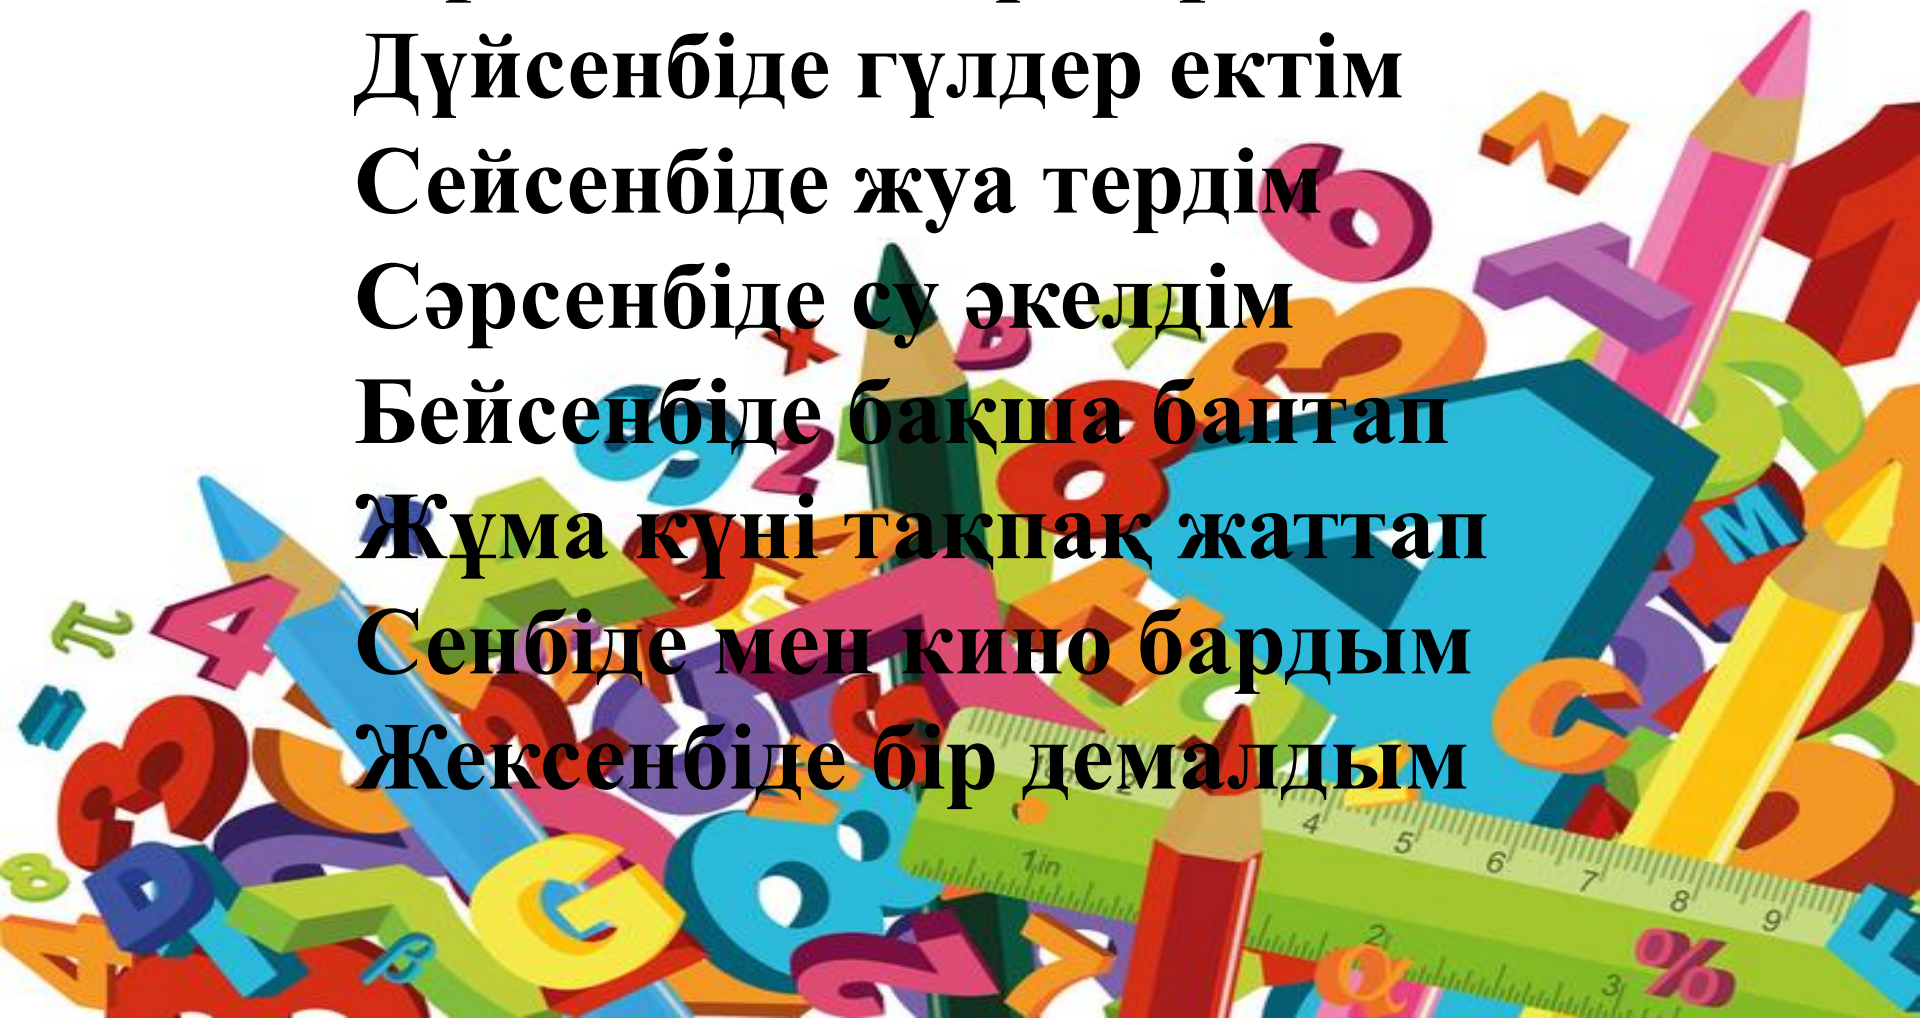 Дүйсенбіде гүлдер ектім
Сейсенбіде жуа тердім
Сәрсенбіде су әкелдім
Бейсенбіде бақша баптап
Жұма күні тақпақ жаттап
Сенбіде мен кино бардым
Жексенбіде бір демалдым